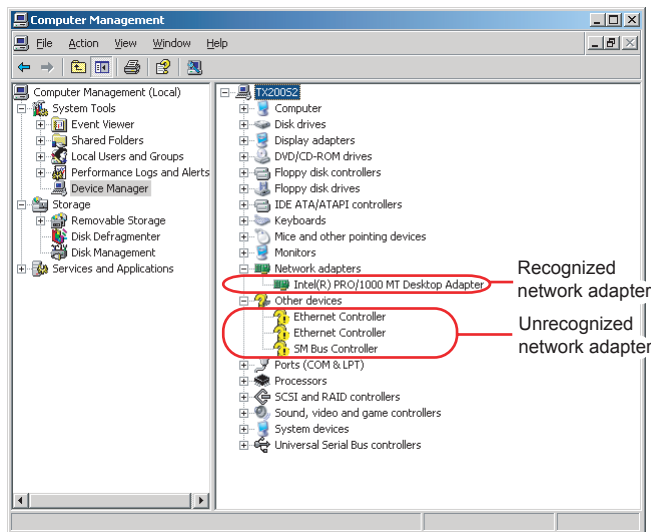 Computer Management
File Action View Window Help
Computer Management (Local)
System Tools
Event Viewer
Shared Folders
Local Users and Groups
Performance Logs and Alerts
Device Manager
Storage
Removable Storage
Disk Defragmenter
Disk Management
Services and Applications
TX200S2
Computer
Disk drives
Display adapters
DVD/CD-ROM drives
Floppy disk controllers
Floppy disk drives
IDE ATA/ATAPI controllers
Keyboards
Mice and other pointing devices
Monitors
Network adapters
Intel(R) PRO/1000 MT Desktop Adapter
Other devices
Ethernet Controller
Ethernet Controller
SM Bus Controller
Ports (COM & LPT)
Processors
SCSI and RAID controllers
Sound, video and game controllers
System devices
Universal Serial Bus controllers
Recognized
network adapter
Unrecognized
network adapter